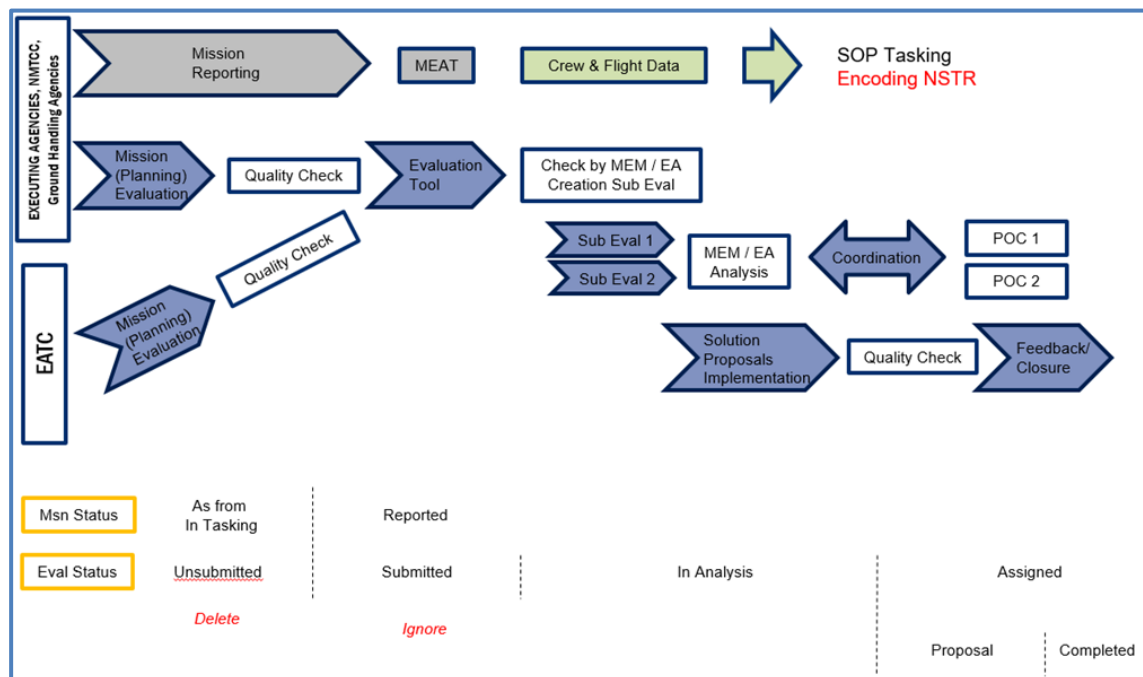 EXECUTING AGENCIES, NMTCC,
Ground Handling Agencies
Mission
Reporting
MEAT
Crew & Flight Data
SOP Tasking
Encoding NSTR
Mission
(Planning)
Evaluation
Quality Check
Evaluation
Tool
Check by MEM / EA
Creation Sub Eval
Quality Check
Sub Eval 1
Sub Eval 2
MEM / EA
Analysis
Coordination
POC 1
POC 2
EATC
Mission
(Planning)
Evaluation
Solution
Proposals
Implementation
Quality Check
Feedback/
Closure
Msn Status
As from
In Tasking
Reported
Eval Status
Unsubmitted
Submitted
In Analysis
Assigned
Delete
Ignore
Proposal
Completed